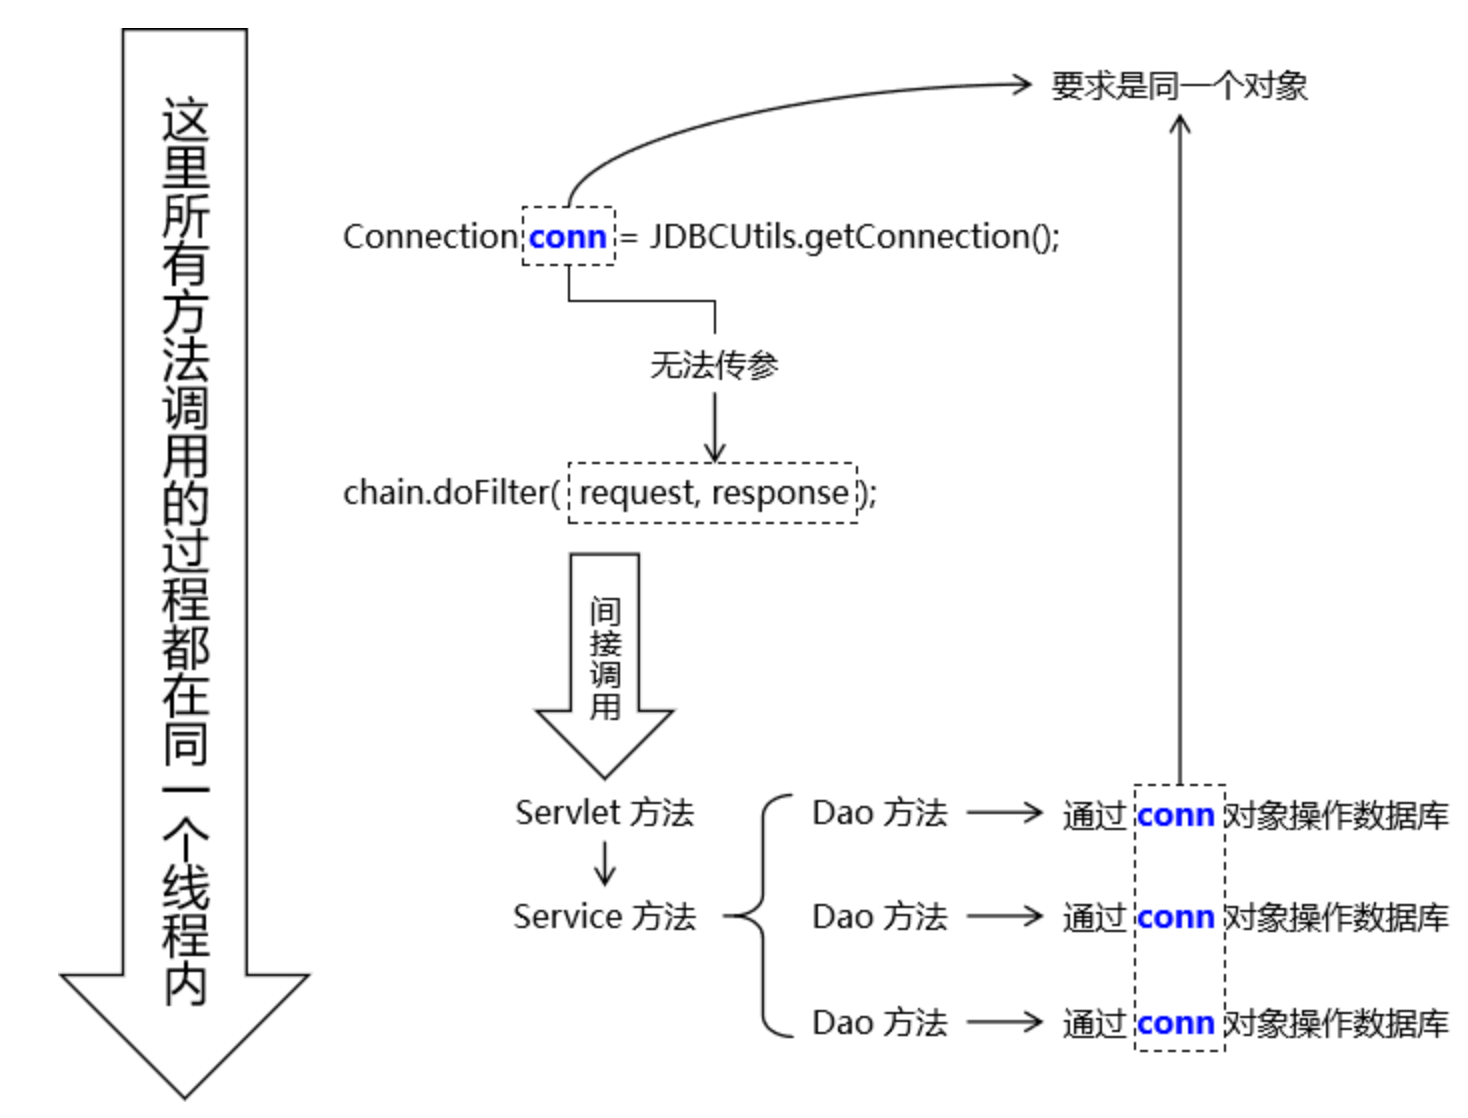 这里所有方法调用的过程都在同一个线程内
要求是同一个对象
Connection conn = JDBCUtils.getConnection();
无法传参
chain.doFilter( request, response );
间接调用
Servlet 方法
Dao 方法
通过 conn 对象操作数据库
Service 方法
Dao 方法
通过 conn 对象操作数据库
Dao 方法
通过 conn 对象操作数据库